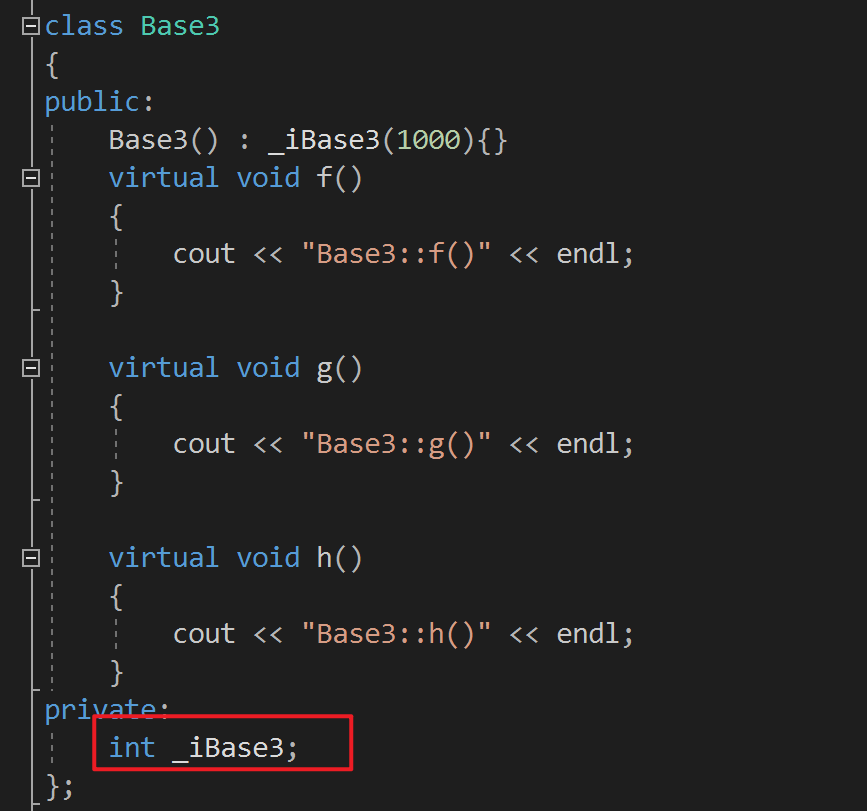 class Base3
{
public:
    Base3() : _iBase3(1000){}
    virtual void f()
    {
        cout << "Base3::f()" << endl;
    }

    virtual void g()
    {
        cout << "Base3::g()" << endl;
    }

    virtual void h()
    {
        cout << "Base3::h()" << endl;
    }
private:
    int _iBase3;
};